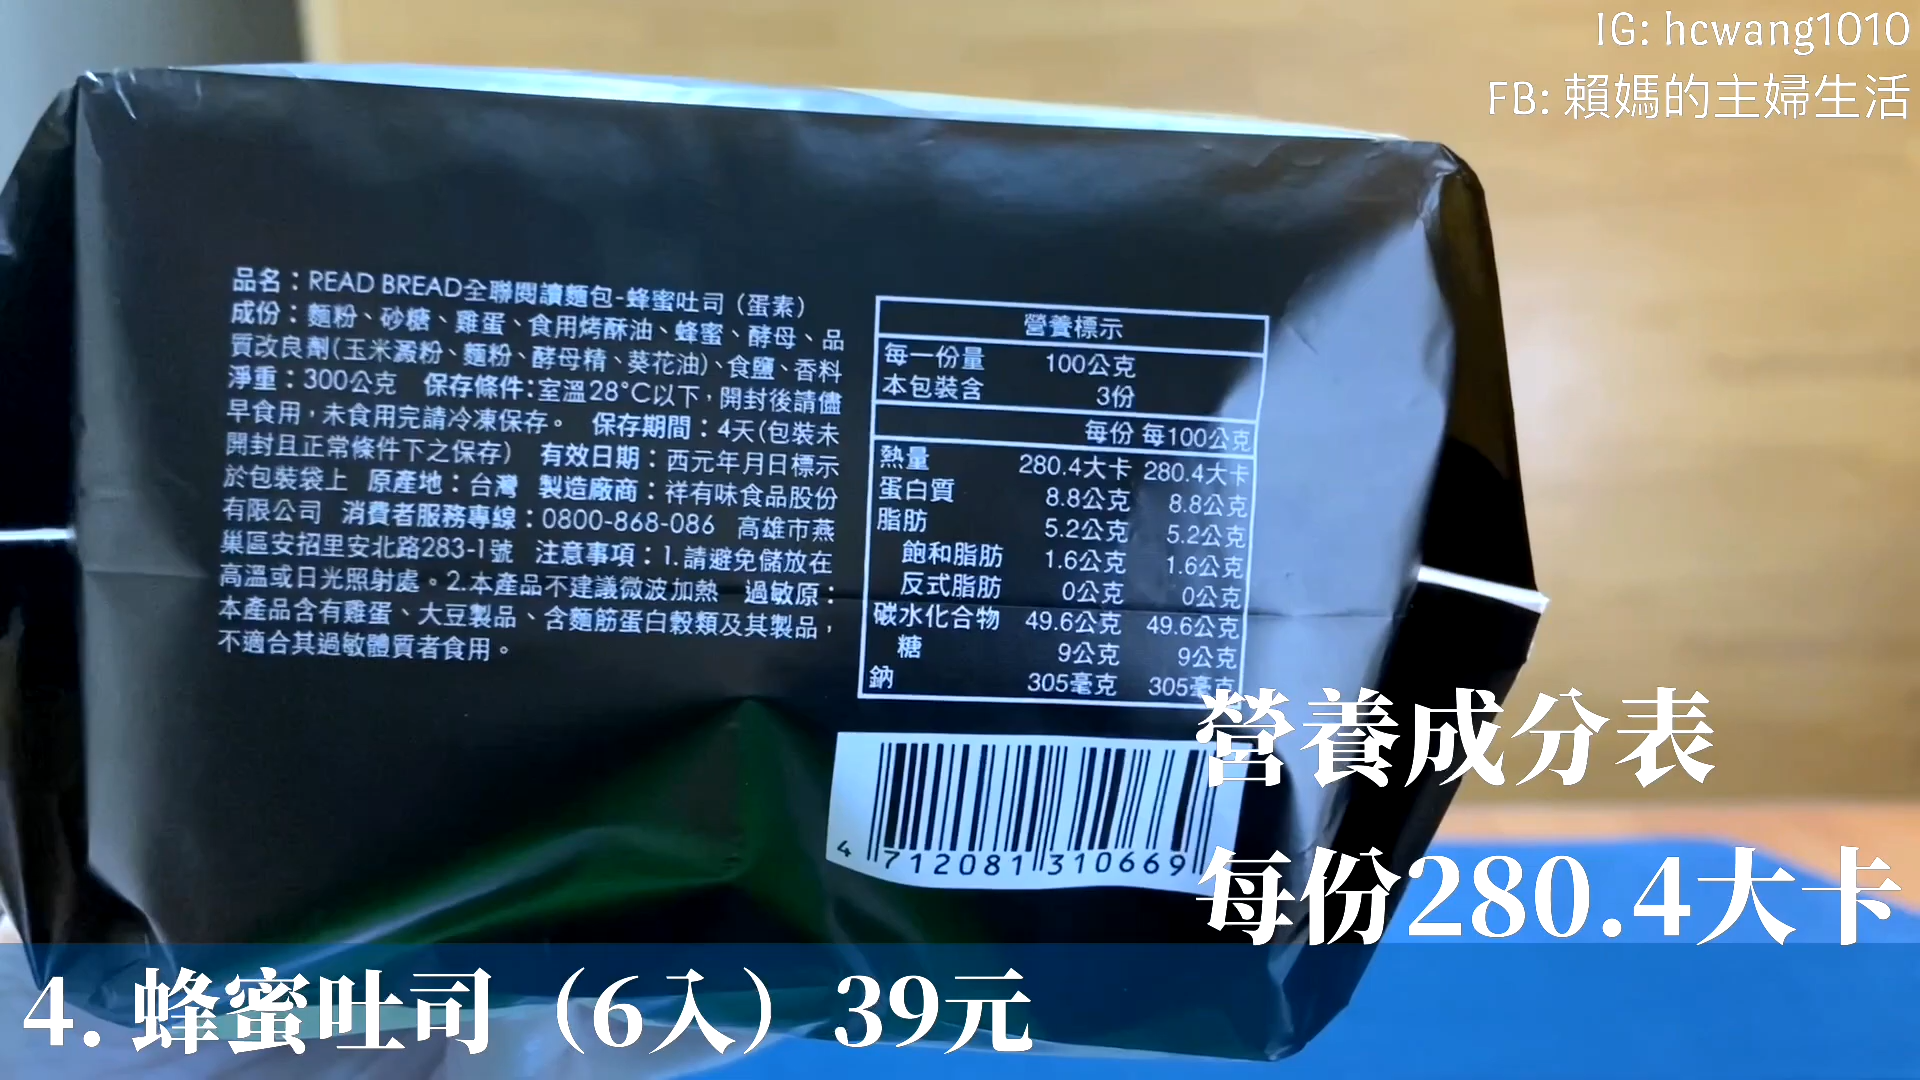 IG: hcwang1010
FB: 賴媽的主婦生活
品名：READ BREAD全聯閱讀麵包-蜂蜜吐司（蛋素）
成份：麵粉、砂糖、雞蛋、食用烤酥油、蜂蜜、酵母、品
質改良劑(玉米澱粉、麵粉、酵母精、葵花油)、食鹽、香料
淨重：300公克 保存條件：室溫28°C以下，開封後請儘
早食用，未食用完請冷凍保存。 保存期間：4天(包裝未
開封且正常條件下之保存） 有效日期：西元年月日標示
於包裝袋上 原產地：台灣 製造廠商：祥有味食品股份
有限公司 消費者服務專線：0800-868-086 高雄市燕
巢區安招里安北路283-1號 注意事項：1.請避免儲放在
高溫或日光照射處。2.本產品不建議微波加熱 過敏原：
本產品含有雞蛋、大豆製品、含麵筋蛋白穀類及其製品，
不適合其過敏體質者食用。
營養標示
每一份量 100公克
本包裝含 3份
每份 每100公克
熱量 280.4大卡 280.4大卡
蛋白質 8.8公克 8.8公克
脂肪 5.2公克 5.2公克
飽和脂肪 1.6公克 1.6公克
反式脂肪 0公克 0公克
碳水化合物 49.6公克 49.6公克
糖 9公克 9公克
鈉 305毫克 305毫克
4 712081 310669
營養成分表
每份280.4大卡
4. 蜂蜜吐司（6入）39元